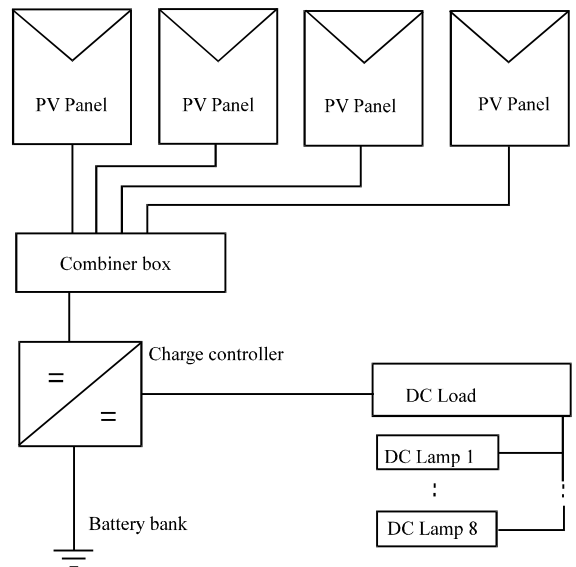 PV Panel
PV Panel
PV Panel
PV Panel
Combiner box
Charge controller
=
=
DC Load
DC Lamp 1
Battery bank
DC Lamp 8